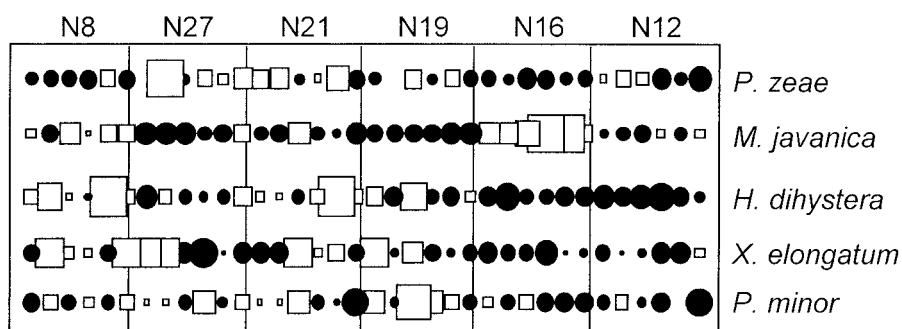 N8 N27 N21 N19 N16 N12
P. zeae
M. javanica
H. dihystera
X. elongatum
P. minor